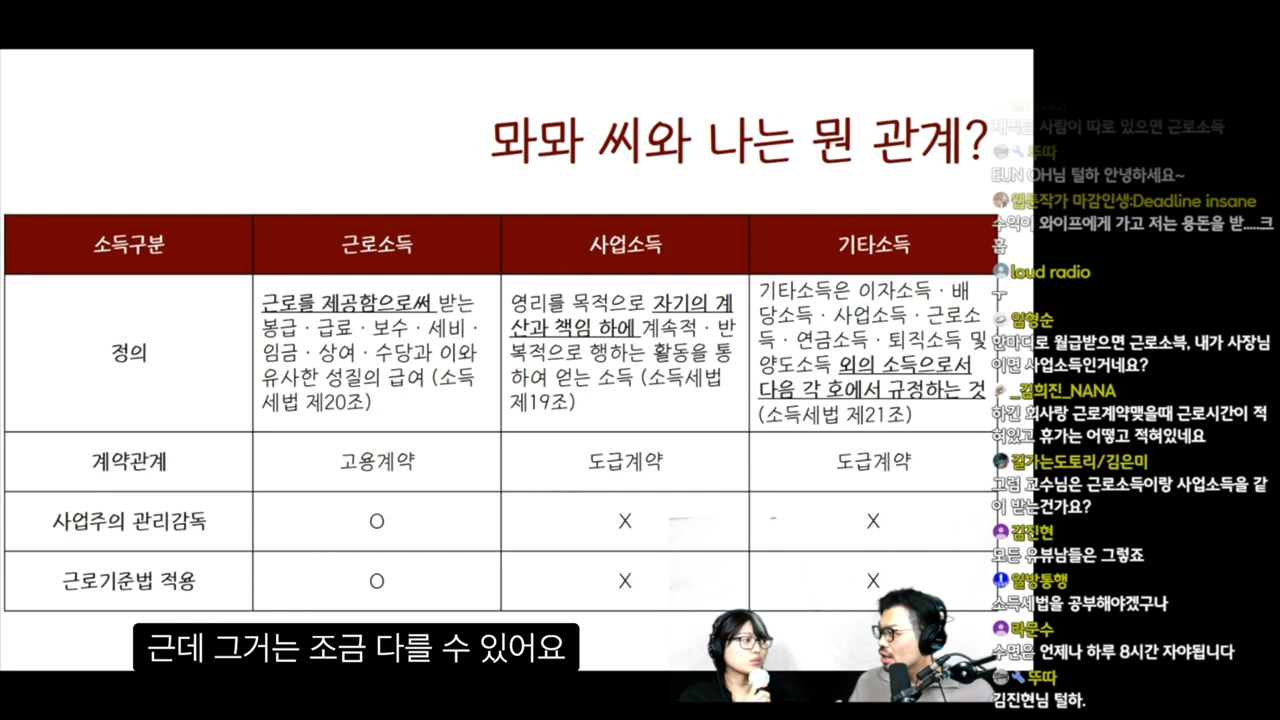 뫄뫄 씨와 나는 뭔 관계?
소득구분
근로소득
사업소득
기타소득
정의
근로를 제공함으로써 받는
봉급·급료·보수·세비·
임금·상여·수당과 이와
유사한 성질의 급여 (소득
세법 제20조)
영리를 목적으로 자기의 계
산과 책임 하에 계속적·반
복적으로 행하는 활동을 통
하여 얻는 소득 (소득세법
제19조)
기타소득은 이자소득·배
당소득·사업소득·근로소
득·연금소득·퇴직소득 및
양도소득 외의 소득으로서
다음 각 호에서 규정하는 것
(소득세법 제21조)
계약관계
고용계약
도급계약
도급계약
사업주의 관리감독
O
X
X
근로기준법 적용
O
X
X
근데 그거는 조금 다를 수 있어요
사람이 따로 있으면 근로소득
뚜따
EUN OH님 털하 안녕하세요~
웹툰작가 마감인생:Deadline insane
수익이 와이프에게 가고 저는 용돈을 받.....크
흡
loud radio
ㅜ
임형순
한마디로 월급받으면 근로소북, 내가 사장님
이면 사업소득인거네요?
_김희진_NANA
하긴 회사랑 근로계약맺을때 근로시간이 적
혀있고 휴가는 어떻고 적혀있네요
길가는도토리/김은미
그럼 교수님은 근로소득이랑 사업소득을 같
이 받는건가요?
김진현
모든 유뷰남들은 그렇죠
일방통행
소득세법을 공부해야겠구나
라문수
수면은 언제나 하루 8시간 자야됩니다
뚜따
김진현님 털하.